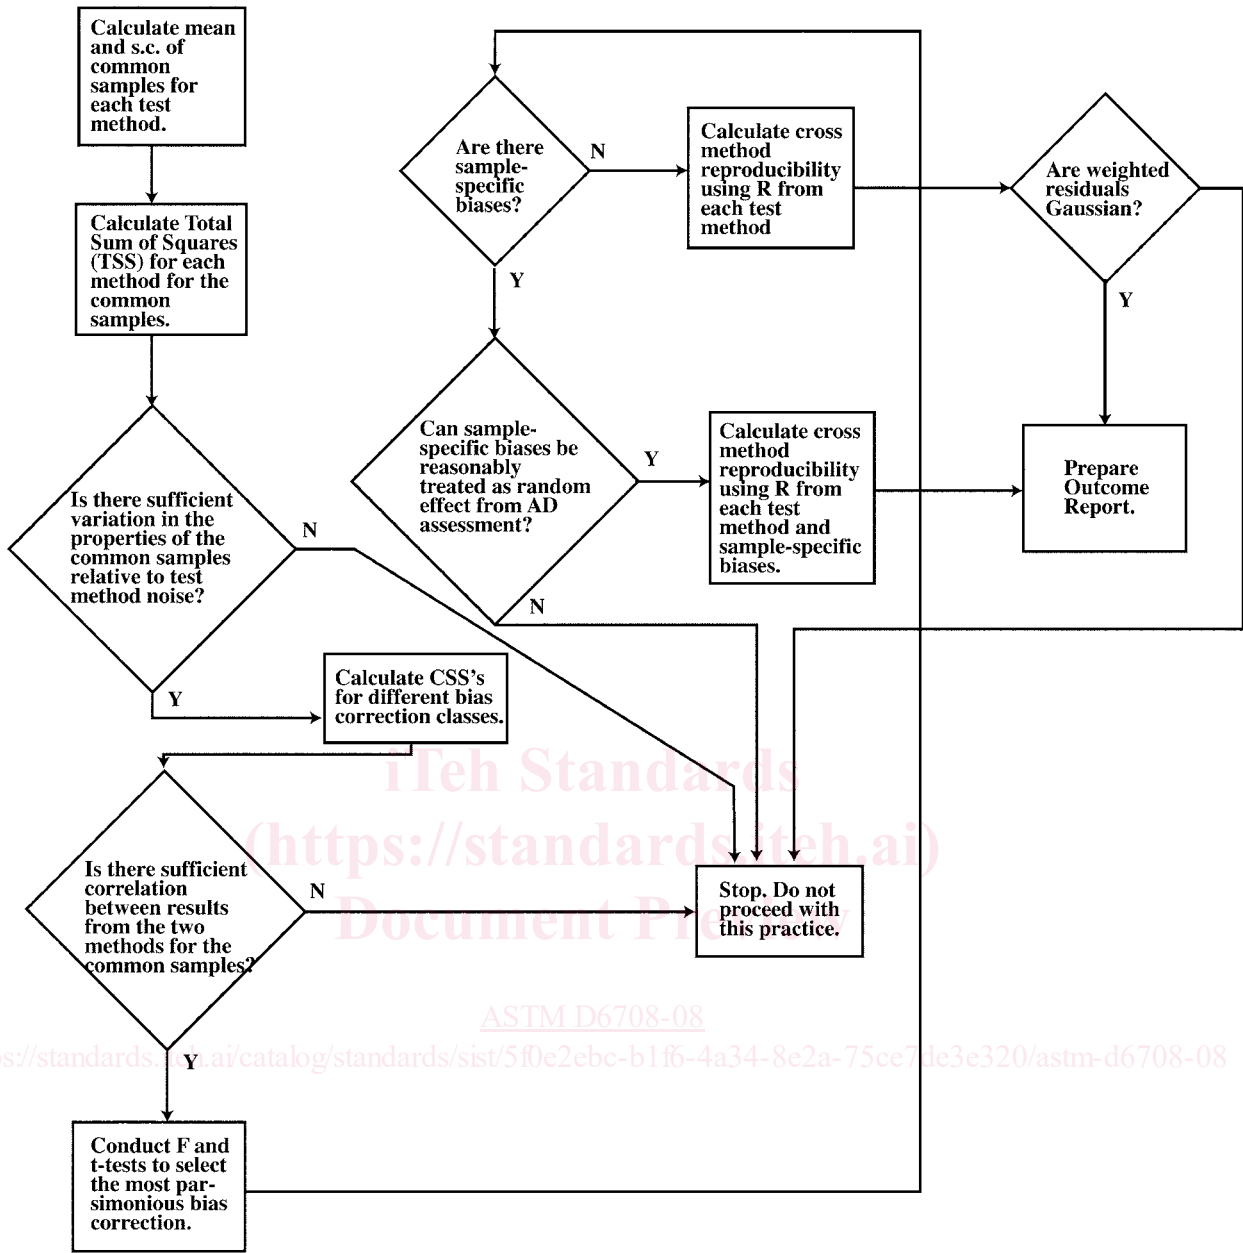 Calculate mean
and s.c. of
common
samples for
each test
method.
Calculate Total
Sum of Squares
(TSS) for each
method for the
common
samples.
Is there sufficient
variation in the
properties of the
common samples
relative to test
method noise?
N
Y
Calculate CSS's
for different bias
correction classes.
Is there sufficient
correlation
between results
from the two
methods for the
common samples?
N
Y
Conduct F and
t-tests to select
the most par-
simonious bias
correction.
Are there
sample-
specific
biases?
N
Y
Calculate cross
method
reproducibility
using R from
each test
method
Are weighted
residuals
Gaussian?
Y
Can sample-
specific biases be
reasonably
treated as random
effect from AD
assessment?
Y
N
Calculate cross
method
reproducibility
using R from
each test
method and
sample-specific
biases.
Prepare
Outcome
Report.
Stop. Do not
proceed with
this practice.
iTeh Standards
(https://standards.iteh.ai)
Document Preview
ASTM D6708-08
ps://standards.iteh.ai/catalog/standards/sist/5f0e2ebc-b1f6-4a34-8e2a-75ce7de3e320/astm-d6708-08